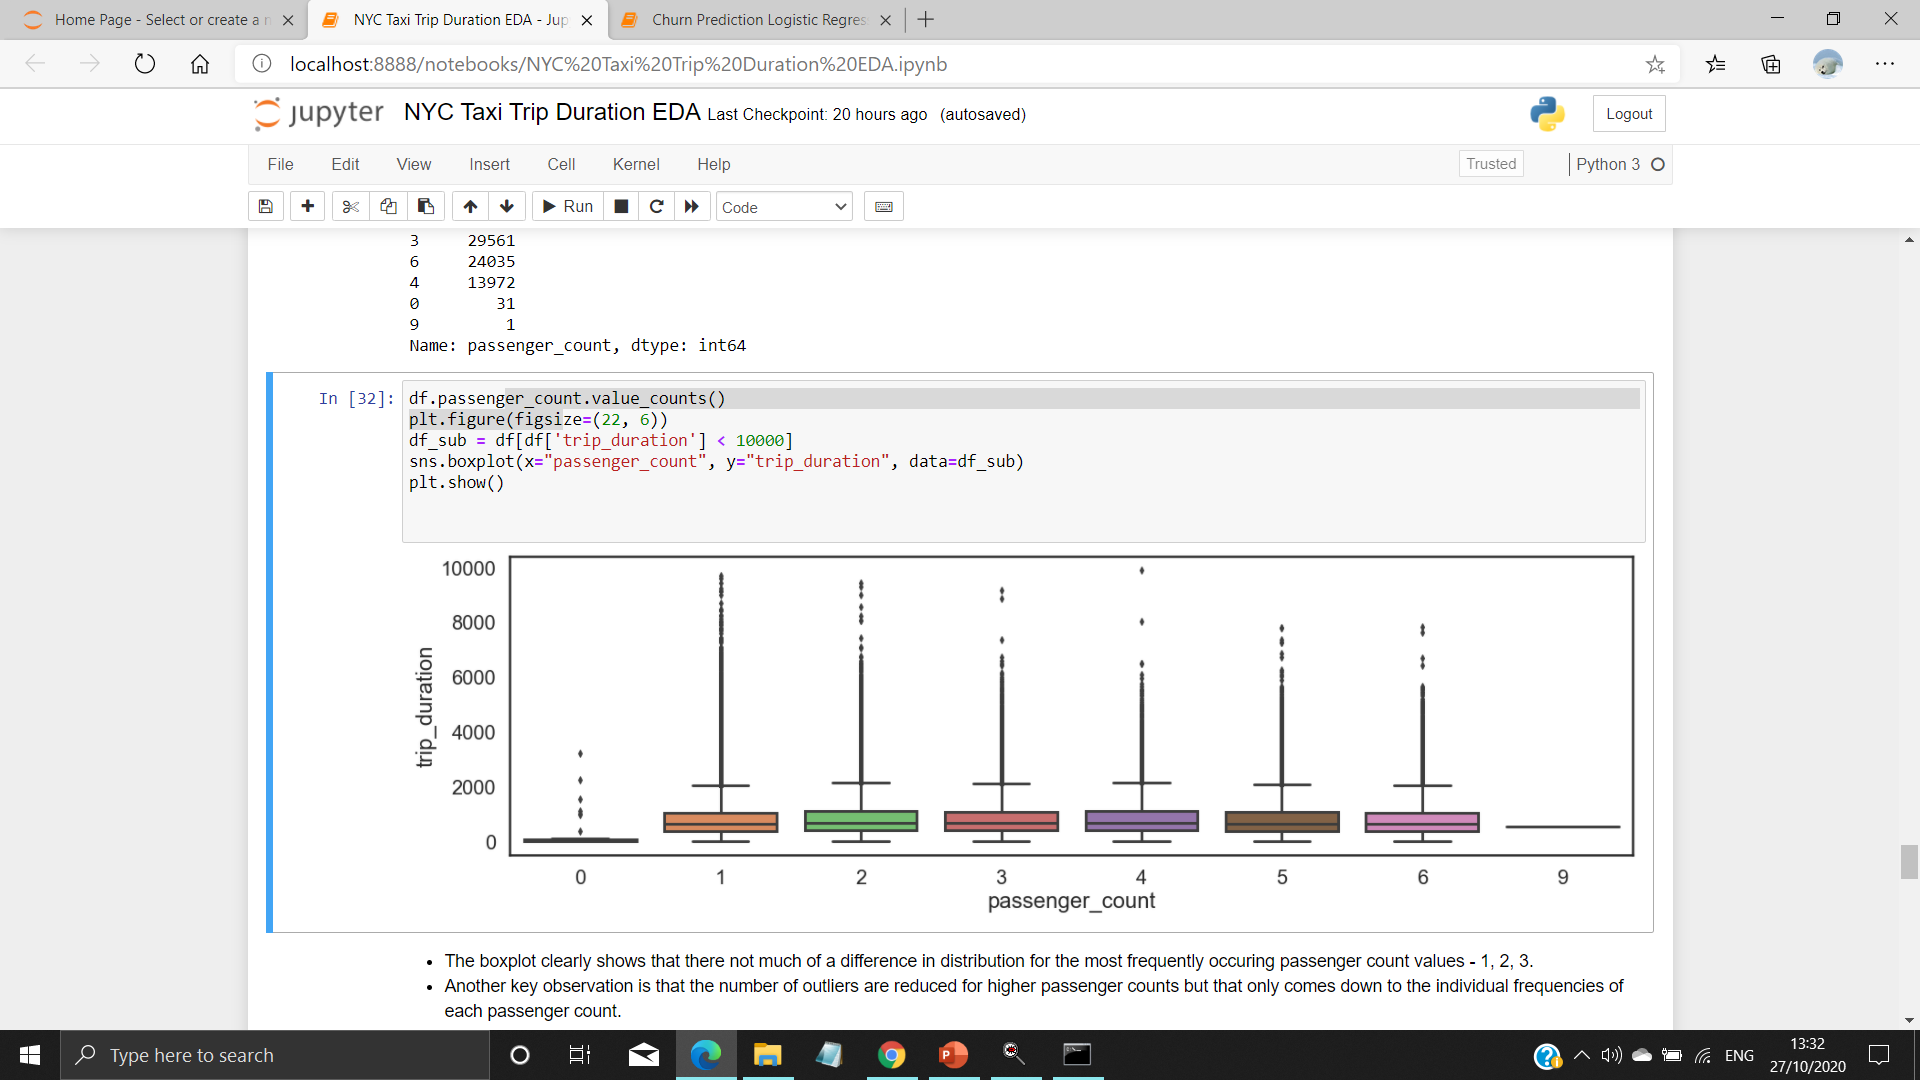 Home Page - Select or create a n
NYC Taxi Trip Duration EDA - Jup
Churn Prediction Logistic Regres
localhost:8888/notebooks/NYC%20Taxi%20Trip%20Duration%20EDA.ipynb
jupyter NYC Taxi Trip Duration EDA Last Checkpoint: 20 hours ago (autosaved)
Logout
File Edit View Insert Cell Kernel Help
Trusted
Python 3
Run
Code
3 29561
6 24035
4 13972
0 31
9 1
Name: passenger_count, dtype: int64
In [32]:
df.passenger_count.value_counts()
plt.figure(figsize=(22, 6))
df_sub = df[df['trip_duration'] < 10000]
sns.boxplot(x="passenger_count", y="trip_duration", data=df_sub)
plt.show()
10000
8000
6000
4000
2000
0
trip_duration
0 1 2 3 4 5 6 9
passenger_count
• The boxplot clearly shows that there not much of a difference in distribution for the most frequently occuring passenger count values - 1, 2, 3.
• Another key observation is that the number of outliers are reduced for higher passenger counts but that only comes down to the individual frequencies of
each passenger count.
Type here to search
ENG
13:32
27/10/2020